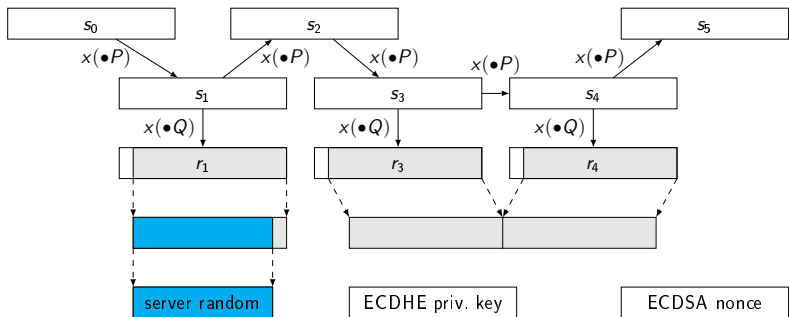 s₀ s₂ s₅
x(•P) x(•P) x(•P) x(•P) x(•P)
s₁ s₃ s₄
x(•Q) x(•Q) x(•Q)
r₁ r₃ r₄
server random ECDHE priv. key ECDSA nonce